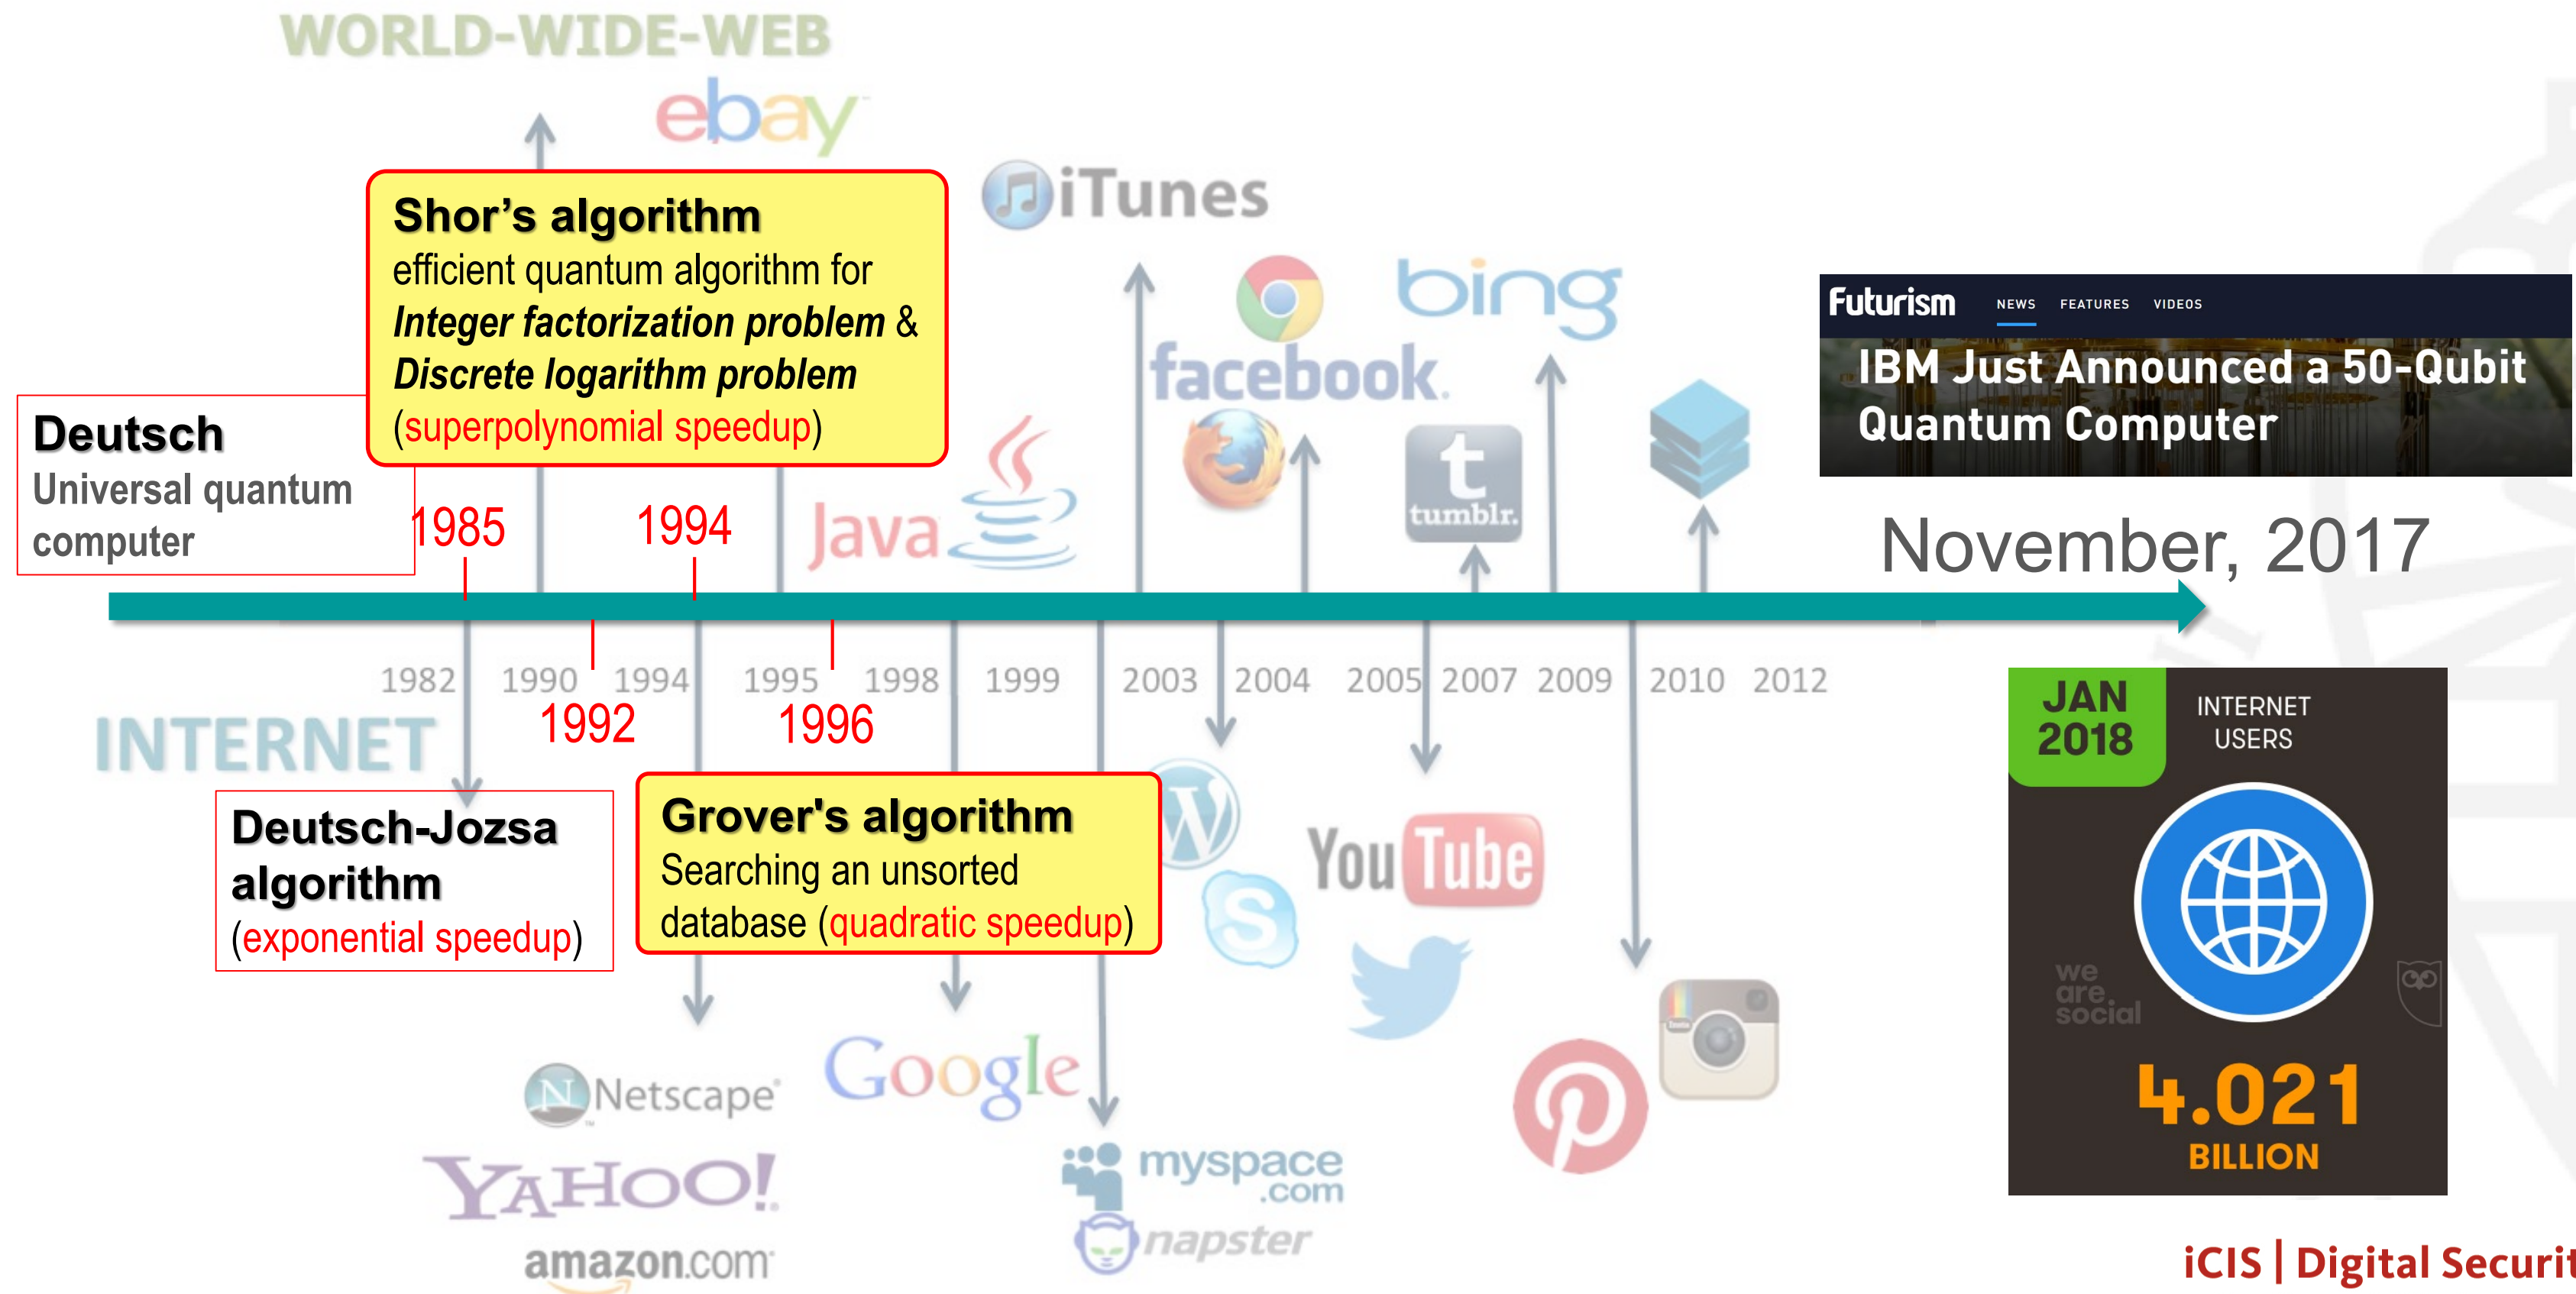 WORLD-WIDE-WEB
ebay
iTunes
Shor's algorithm
efficient quantum algorithm for
Integer factorization problem &
Discrete logarithm problem
(superpolynomial speedup)
bing
facebook.
Futurism NEWS FEATURES VIDEOS
IBM Just Announced a 50-Qubit
Quantum Computer
Deutsch
Universal quantum
computer
t
tumblr.
1985
1994
Java
November, 2017
1982 1990 1994 1995 1998 1999 2003 2004 2005 2007 2009 2010 2012
1992
1996
INTERNET
JAN
2018
INTERNET
USERS
Deutsch-Jozsa
algorithm
(exponential speedup)
Grover's algorithm
Searching an unsorted
database (quadratic speedup)
W
S
YouTube
we
are
social
4.021
BILLION
N Netscape
Google
YAHOO!
amazon.com
myspace
.com
napster
iCIS | Digital Securit